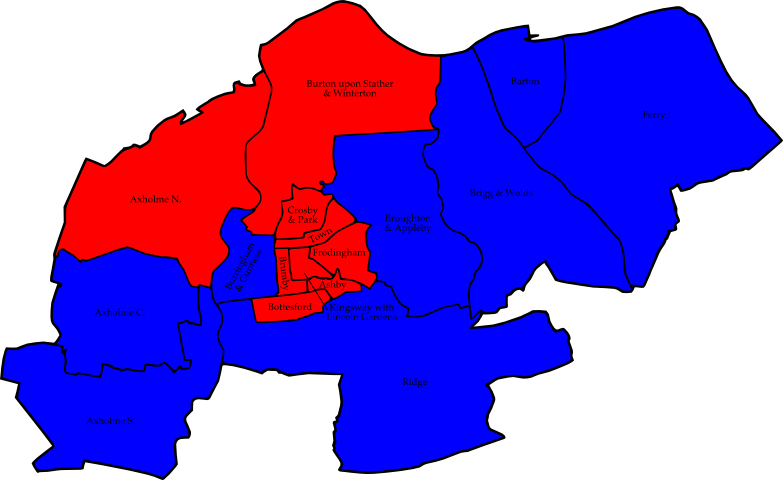 Burton upon Stather
& Winterton
Barton
Ferry
Axholme N.
Brigg & Wolds
Crosby
& Park
Broughton
& Appleby
Town
Frodingham
Burringham
& Gunness
Brumby
Ashby
Bottesford
Kingsway with
Lincoln Gardens
Axholme C.
Ridge
Axholme S.